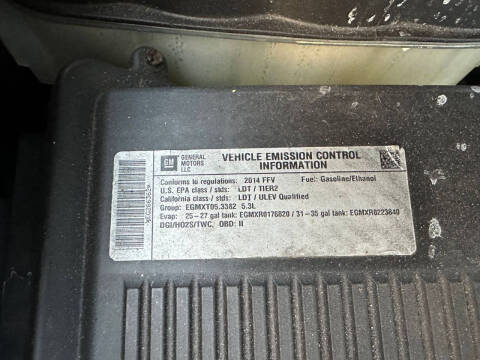 GM
GENERAL
MOTORS
LLC
VEHICLE EMISSION CONTROL
INFORMATION
Conforms to regulations: 2014 FFV Fuel: Gasoline/Ethanol
U.S. EPA class / stds: LDT / TIER2
California class / stds: LDT / ULEV Qualified
Group: EGMXT05.3382 5.3L
Evap: 25-27 gal tank: EGMXR0176820 / 31-35 gal tank: EGMXR0223840
DGI/HO2S/TWC, OBD: II